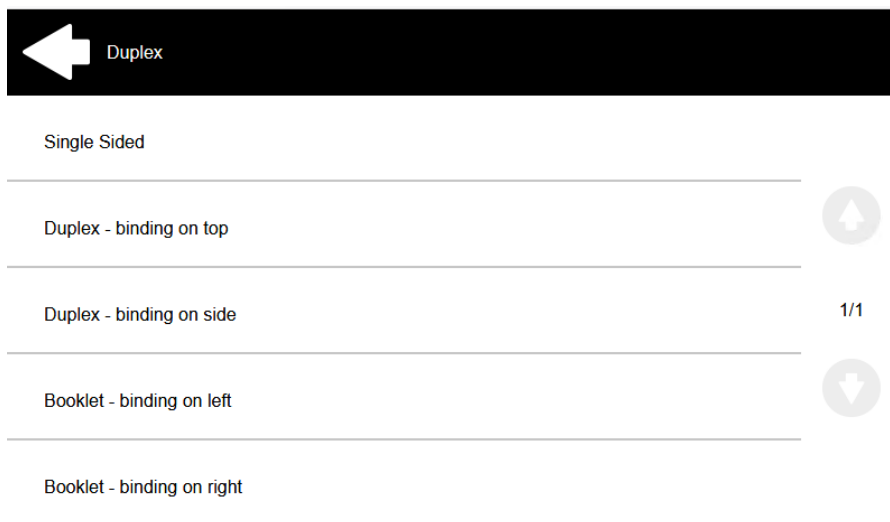 Duplex
Single Sided
Duplex - binding on top
Duplex - binding on side
1/1
Booklet - binding on left
Booklet - binding on right